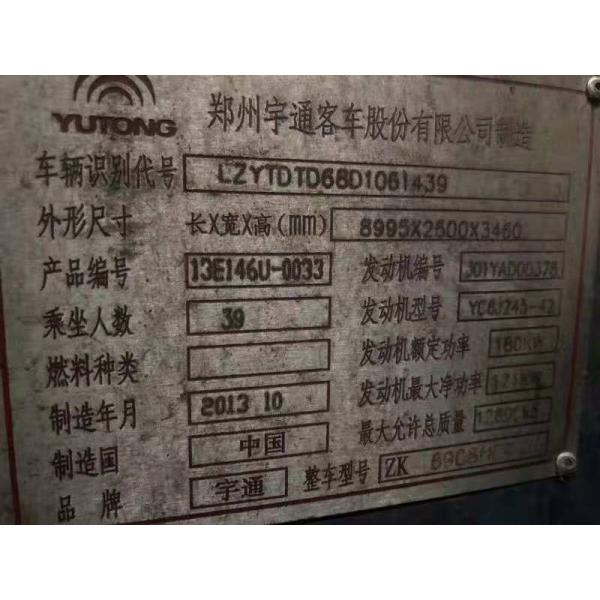 YUTONG
郑州宇通客车股份有限公司制造
车辆识别代号 LZYTDTD68D1061439
外形尺寸 长X宽X高(mm) 8995X2500X3460
产品编号 13E146U-0033 发动机编号 J01YAD00378
乘坐人数 39 发动机型号 YC6J245-42
燃料种类 发动机额定功率 180KW
制造年月 2013.10 发动机最大净功率
制造国 中国 最大允许总质量
品牌 宇通 整车型号 ZK